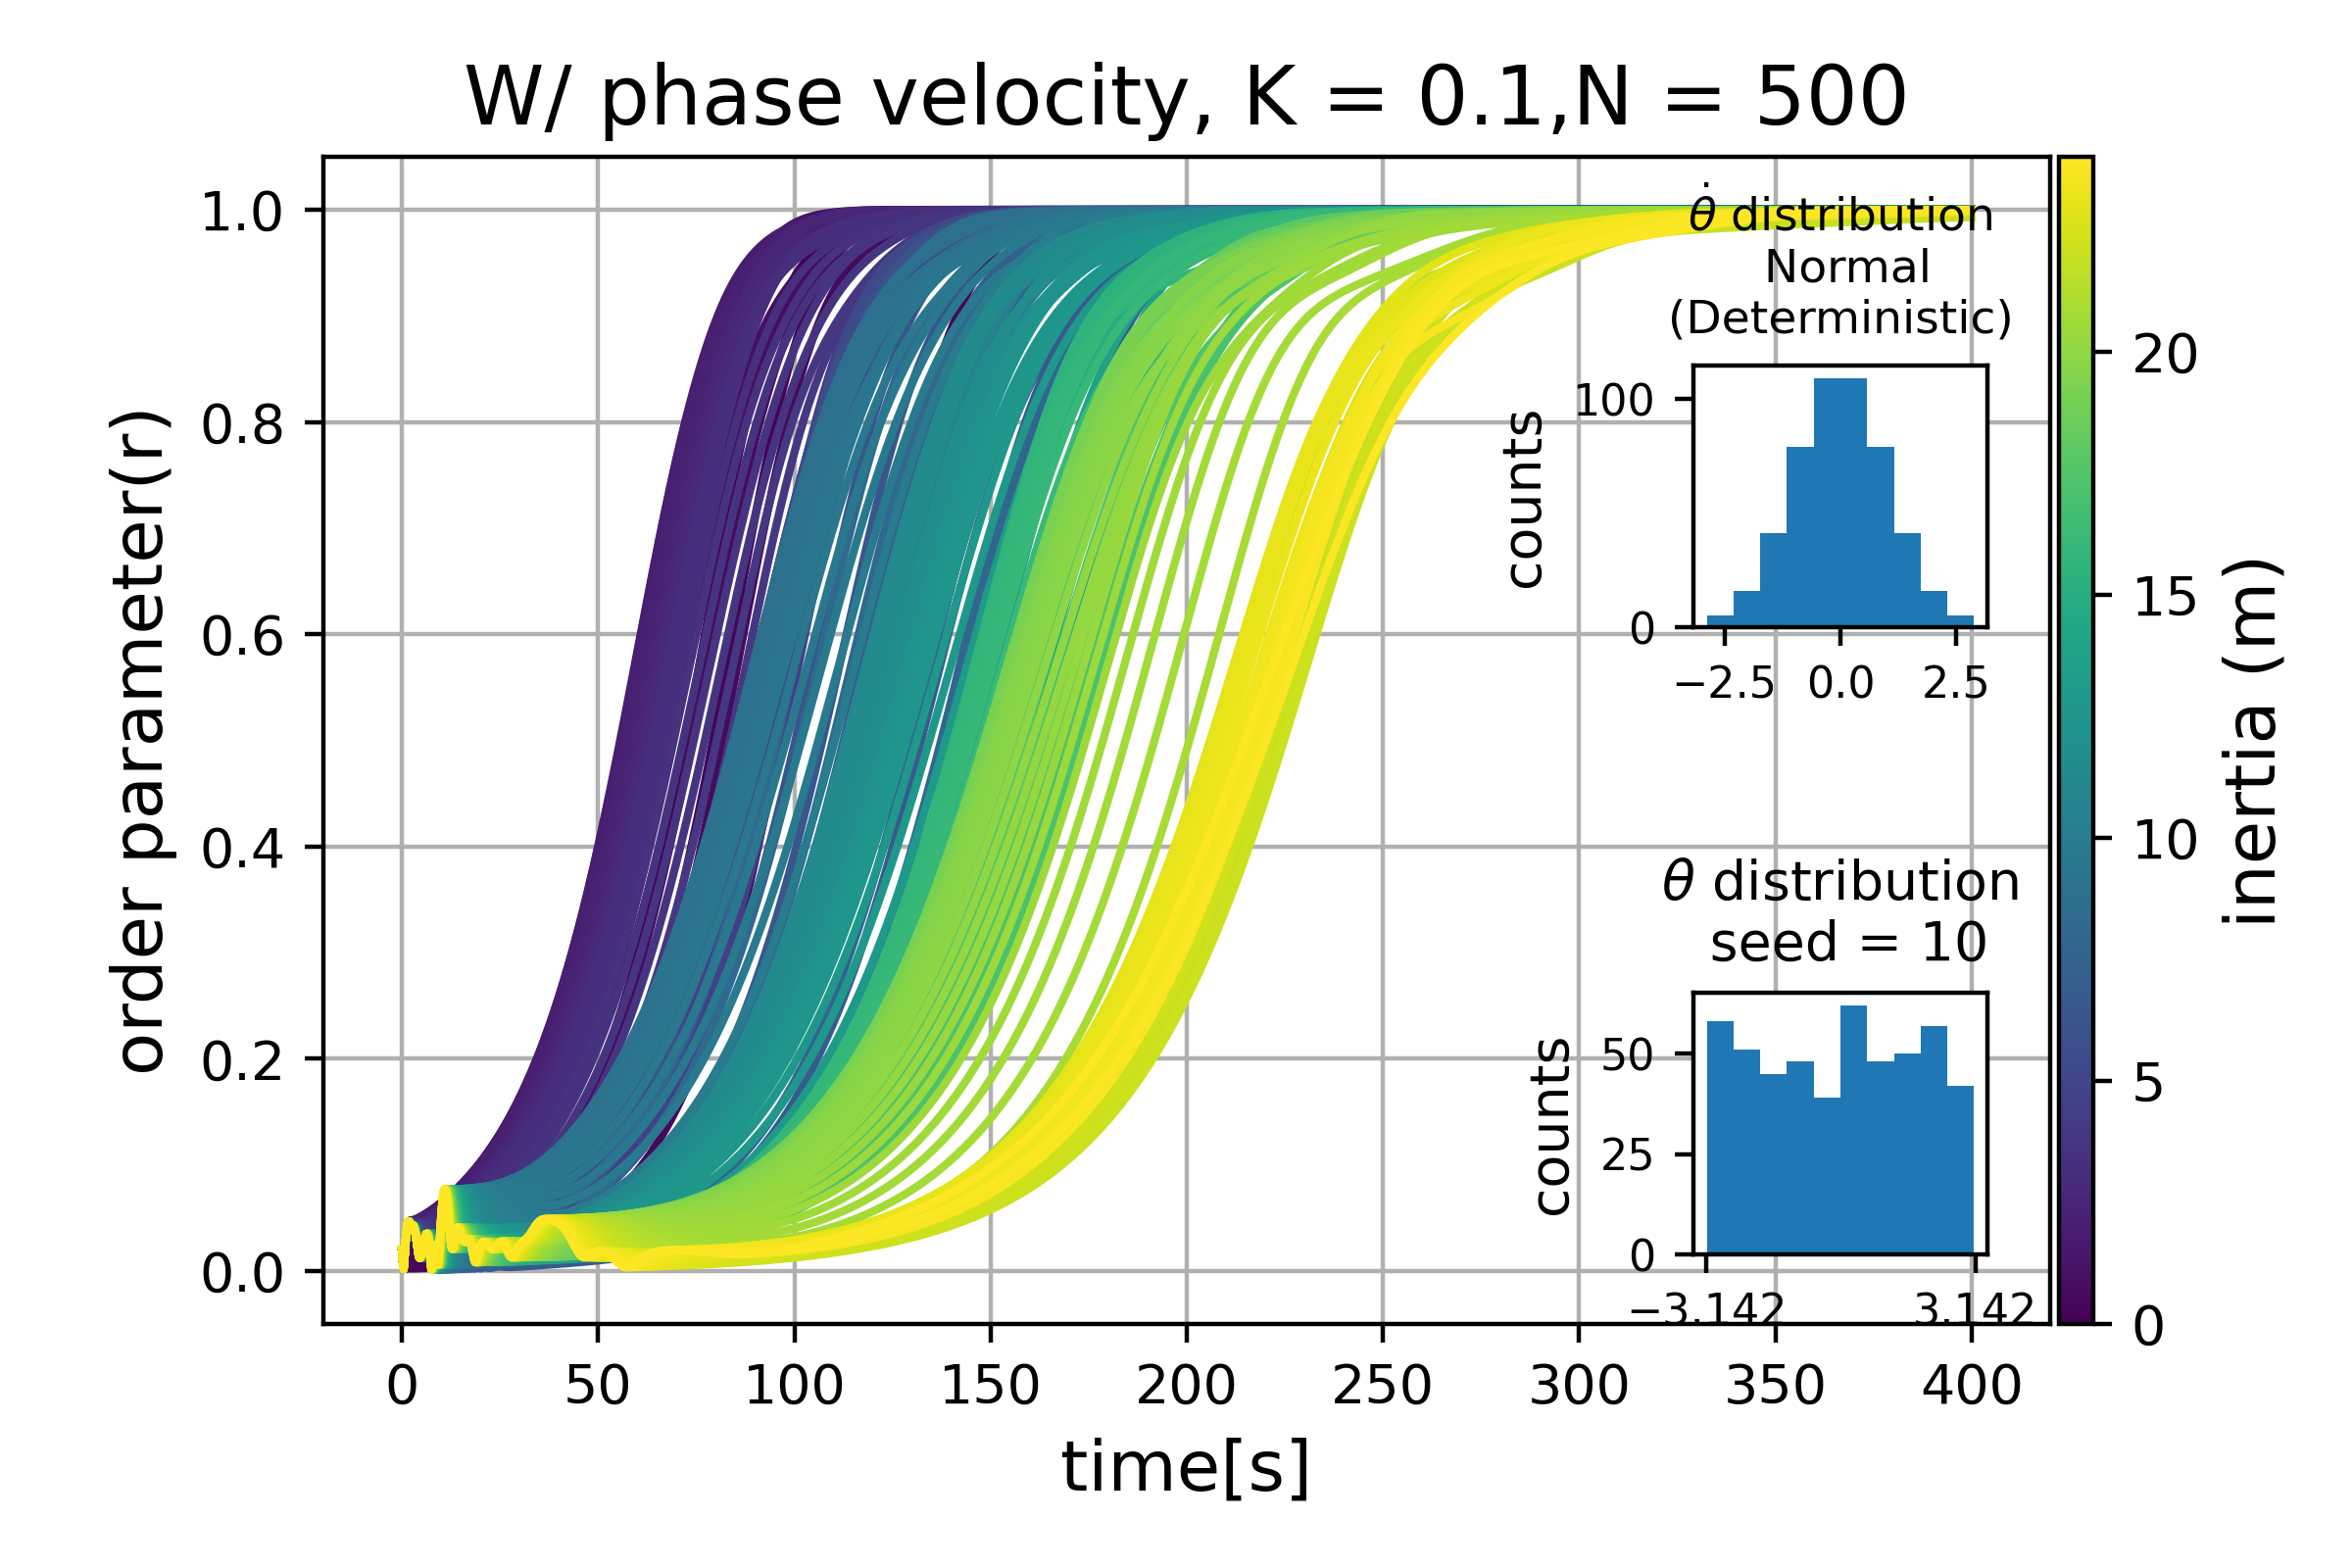 W/ phase velocity, K = 0.1,N = 500
order parameter(r)
1.0
0.8
0.6
0.4
0.2
0.0
0 50 100 150 200 250 300 350 400
time[s]
θ̇ distribution
Normal
(Deterministic)
counts
100
0
−2.5 0.0 2.5
θ distribution
seed = 10
counts
50
25
0
−3.142 3.142
20
15
10
5
0
inertia (m)